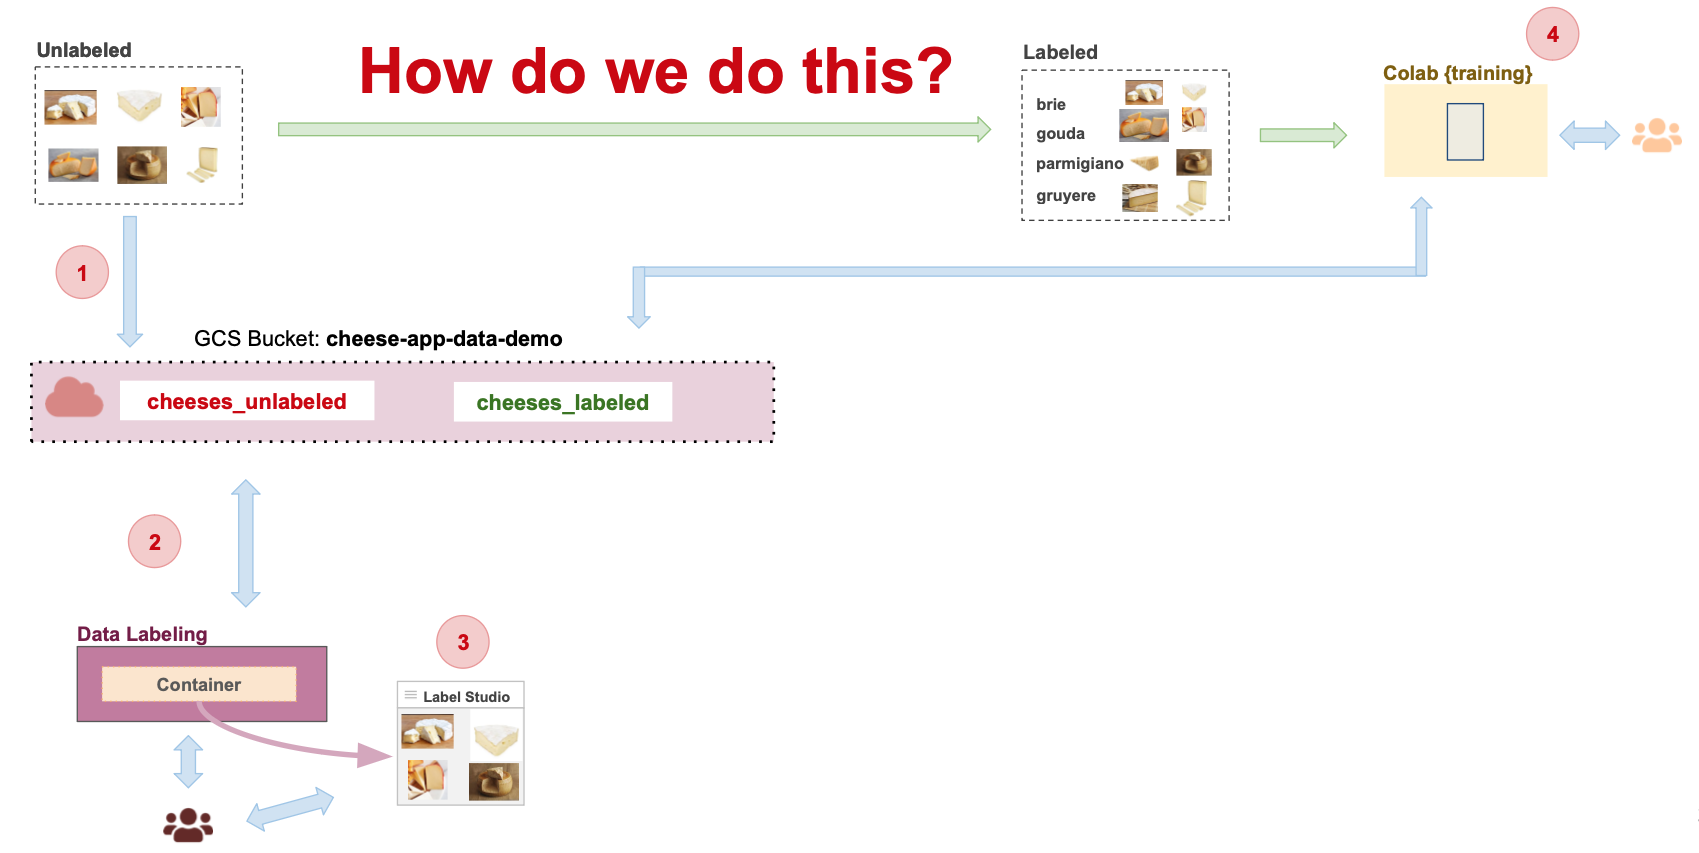 How do we do this?
Unlabeled
Labeled
brie
gouda
parmigiano
gruyere
4
Colab {training}
1
GCS Bucket: cheese-app-data-demo
cheeses_unlabeled
cheeses_labeled
2
Data Labeling
Container
3
Label Studio